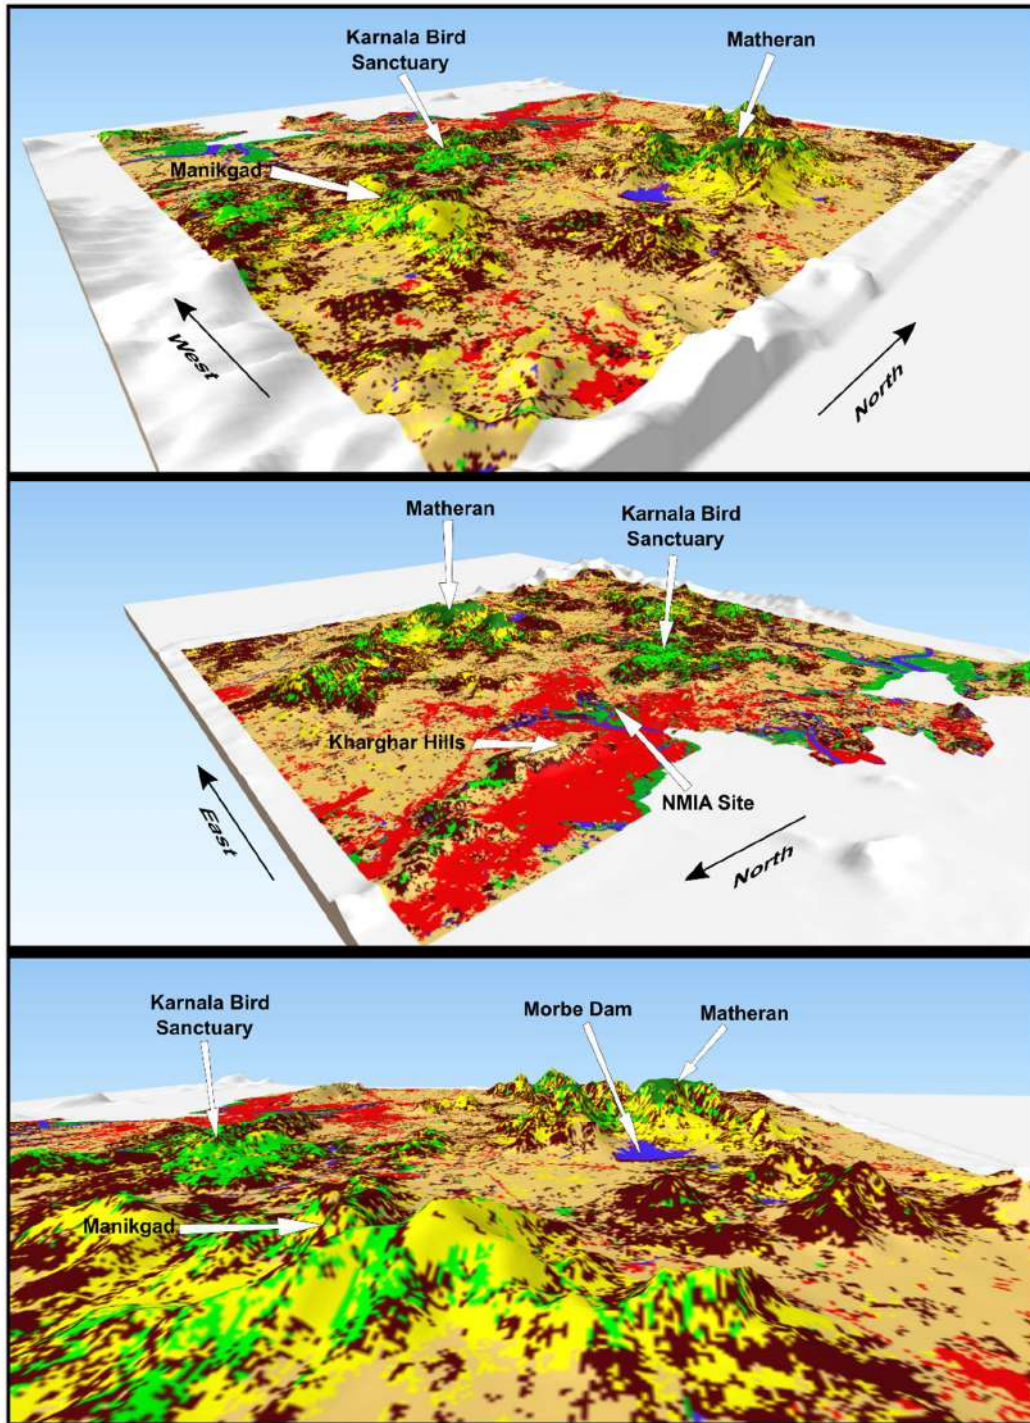 Karnala Bird
Sanctuary
Matheran
Manikgad
West
North
Matheran
Karnala Bird
Sanctuary
Kharghar Hills
NMIA Site
East
North
Karnala Bird
Sanctuary
Morbe Dam
Matheran
Manikgad